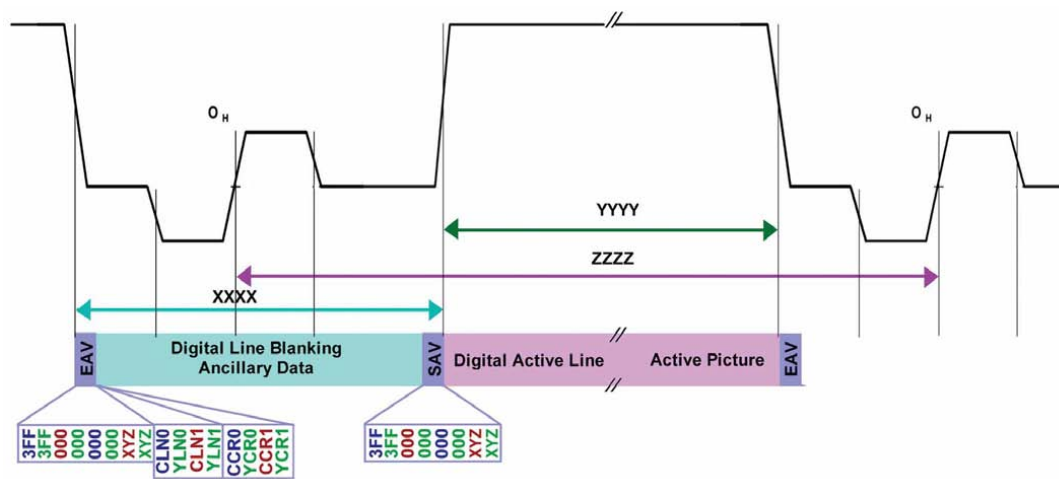 O H
O H
YYYY
ZZZZ
XXXX
EAV
Digital Line Blanking
Ancillary Data
SAV
Digital Active Line
Active Picture
EAV
3FF
3FF
000
000
000
000
XYZ
XYZ
CLN0
YLN0
CLN1
YLN1
CCR0
YCR0
CCR1
YCR1
3FF
3FF
000
000
000
000
XYZ
XYZ